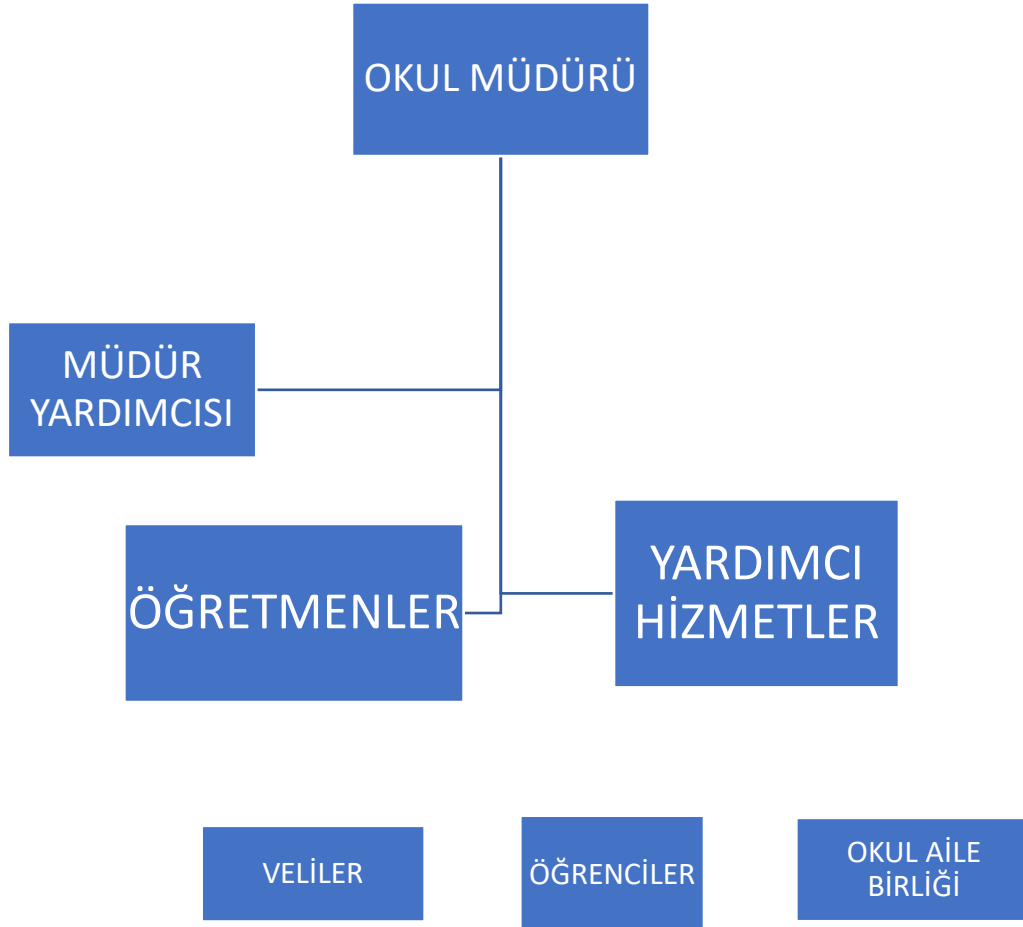 OKUL MÜDÜRÜ
MÜDÜR
YARDIMCISI
ÖĞRETMENLER
YARDIMCI
HİZMETLER
VELİLER
ÖĞRENCİLER
OKUL AİLE
BİRLİĞİ